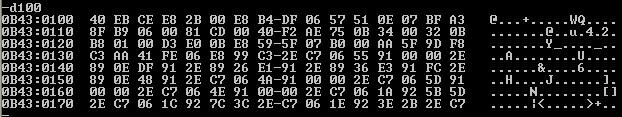 -d100
0B43:0100 40 EB CE E8 2B 00 E8 B4-DF 06 57 51 0E 07 BF A3 @...+.....WQ....
0B43:0110 8F B9 06 00 81 CD 00 40-F2 AE 75 0B 34 00 32 0B .......@..u.4.2.
0B43:0120 B8 01 00 D3 E0 0B E8 59-5F 07 B0 00 AA 5F 9D F8 .......Y_...._..
0B43:0130 C3 AA 41 FE 06 E8 99 C3-2E C7 06 55 91 00 00 2E ..A........U....
0B43:0140 89 0E DF 91 2E 89 26 E1-91 2E 89 36 E3 91 FC 2E ......&....6....
0B43:0150 89 0E 48 91 2E C7 06 4A-91 00 00 2E C7 06 5D 91 ..H....J......].
0B43:0160 00 00 2E C7 06 4E 91 00-00 2E C7 06 1A 92 5B 5D .....N........[]
0B43:0170 2E C7 06 1C 92 7C 3C 2E-C7 06 1E 92 3E 2B 2E C7 .....|<.....>+..